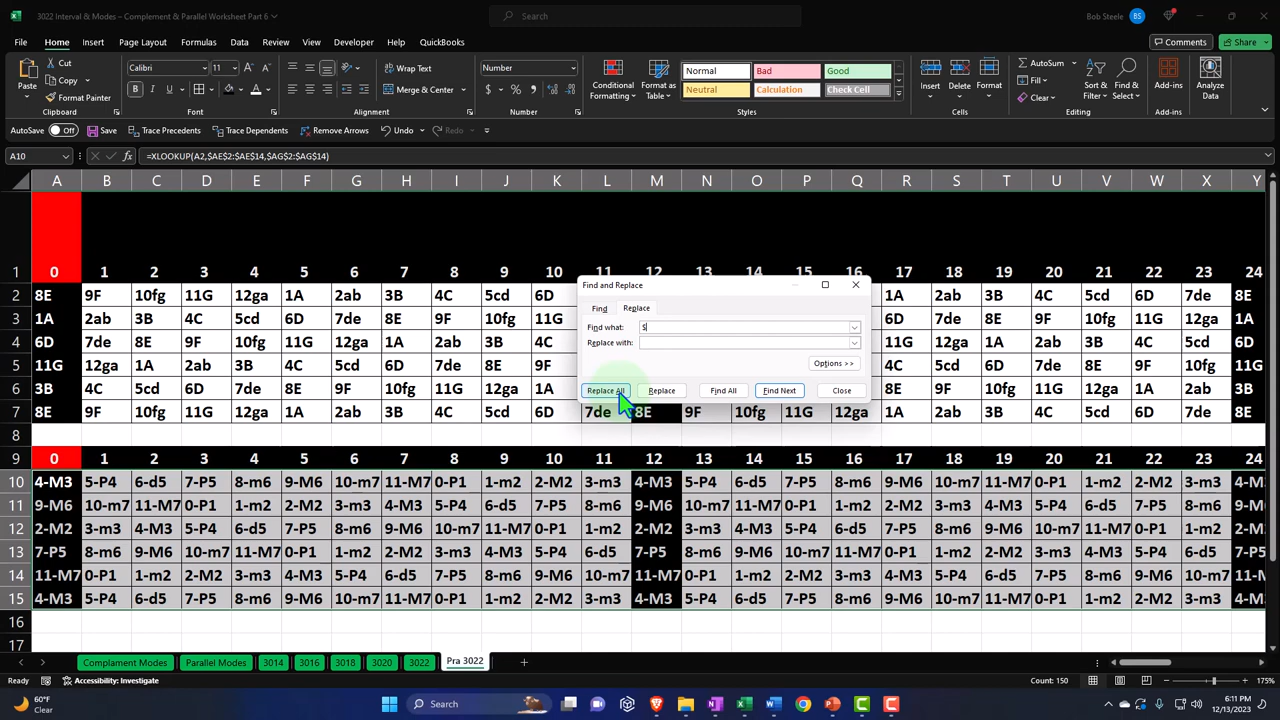 3022 Interval & Modes – Complement & Parallel Worksheet Part 6
Search
Bob Steele BS
File Home Insert Page Layout Formulas Data Review View Developer Help QuickBooks Comments Share
Cut Calibri 11 Wrap Text Number Normal Bad Good AutoSum
Copy Fill
Paste Format Painter Merge & Center Conditional Formatting Format as Table Neutral Calculation Check Cell Insert Delete Format Clear Sort & Filter Find & Select Add-ins Analyze Data
Clipboard Font Alignment Number Styles Cells Editing Add-ins
AutoSave Off Save Trace Precedents Trace Dependents Remove Arrows Undo Redo
A10 fx =XLOOKUP(A2,$AE$2:$AE$14,$AG$2:$AG$14)
A B C D E F G H I J K L M N O P Q R S T U V W X Y
1 0 1 2 3 4 5 6 7 8 9 10 11 12 17 18 19 20 21 22 23 24
2 8E 9F 10fg 11G 12ga 1A 2ab 3B 4C 5cd 6D 1A 2ab 3B 4C 5cd 6D 7de 8E
3 1A 2ab 3B 4C 5cd 6D 7de 8E 9F 10fg 11G 6D 7de 8E 9F 10fg 11G 12ga 1A
4 6D 7de 8E 9F 10fg 11G 12ga 1A 2ab 3B 4C 11G 12ga 1A 2ab 3B 4C 5cd 6D
5 11G 12ga 1A 2ab 3B 4C 5cd 6D 7de 8E 9F 4C 5cd 6D 7de 8E 9F 10fg 11G
6 4C 5cd 6D 7de 8E 9F 10fg 11G 12ga 1A 2ab 9F 10fg 11G 12ga 1A 2ab 3B 4C
7 8E 9F 10fg 11G 12ga 1A 2ab 3B 4C 5cd 6D 7de 8E 9F 10fg 11G 12ga 1A 2ab 3B 4C 5cd 6D 7de 8E
8
9 0 1 2 3 4 5 6 7 8 9 10 11 12 13 14 15 16 17 18 19 20 21 22 23 24
10 4-M3 5-P4 6-d5 7-P5 8-m6 9-M6 10-m7 11-M7 0-P1 1-m2 2-M2 3-m3 4-M3 5-P4 6-d5 7-P5 8-m6 9-M6 10-m7 11-M7 0-P1 1-m2 2-M2 3-m3 4-M
11 9-M6 10-m7 11-M7 0-P1 1-m2 2-M2 3-m3 4-M3 5-P4 6-d5 7-P5 8-m6 9-M6 10-m7 11-M7 0-P1 1-m2 2-M2 3-m3 4-M3 5-P4 6-d5 7-P5 8-m6 9-M
12 2-M2 3-m3 4-M3 5-P4 6-d5 7-P5 8-m6 9-M6 10-m7 11-M7 0-P1 1-m2 2-M2 3-m3 4-M3 5-P4 6-d5 7-P5 8-m6 9-M6 10-m7 11-M7 0-P1 1-m2 2-M
13 7-P5 8-m6 9-M6 10-m7 11-M7 0-P1 1-m2 2-M2 3-m3 4-M3 5-P4 6-d5 7-P5 8-m6 9-M6 10-m7 11-M7 0-P1 1-m2 2-M2 3-m3 4-M3 5-P4 6-d5 7-P5
14 11-M7 0-P1 1-m2 2-M2 3-m3 4-M3 5-P4 6-d5 7-P5 8-m6 9-M6 10-m7 11-M7 0-P1 1-m2 2-M2 3-m3 4-M3 5-P4 6-d5 7-P5 8-m6 9-M6 10-m7 11-
15 4-M3 5-P4 6-d5 7-P5 8-m6 9-M6 10-m7 11-M7 0-P1 1-m2 2-M2 3-m3 4-M3 5-P4 6-d5 7-P5 8-m6 9-M6 10-m7 11-M7 0-P1 1-m2 2-M2 3-m3 4-M
16
17
Find and Replace
Find Replace
Find what: $
Replace with:
Options >>
Replace All Replace Find All Find Next Close
Complament Modes Parallel Modes 3014 3016 3018 3020 3022 Pra 3022
Ready Accessibility: Investigate Count: 150 175%
60°F
Clear
Search
6:11 PM
12/13/2023